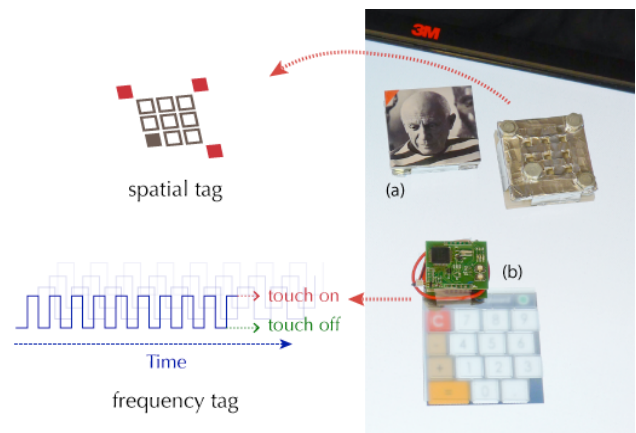 3M
spatial tag
(a)
(b)
touch on
touch off
Time
frequency tag
C 7 8 9
4 5 6
1 2 3
0